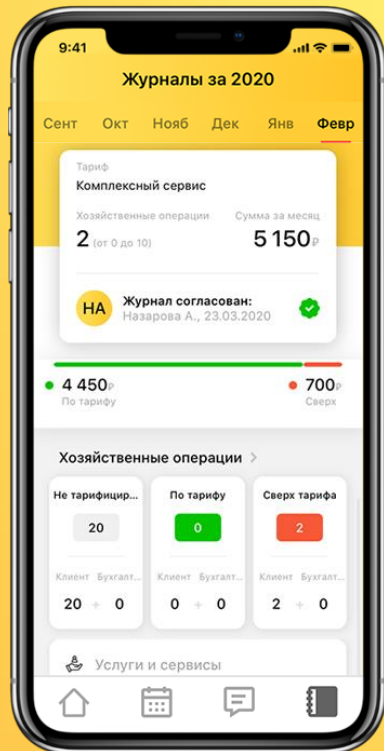 9:41
Журналы за 2020
Сент Окт Нояб Дек Янв Февр
Тариф
Комплексный сервис
Хозяйственные операции Сумма за месяц
2 (от 0 до 10) 5 150 ₽
НА Журнал согласован:
Назарова А., 23.03.2020
4 450 ₽ 700 ₽
По тарифу Сверх
Хозяйственные операции >
Не тарифицир... По тарифу Сверх тарифа
20 0 2
Клиент Бухгалт... Клиент Бухгалт... Клиент Бухгалт...
20 + 0 0 + 0 2 + 0
Услуги и сервисы